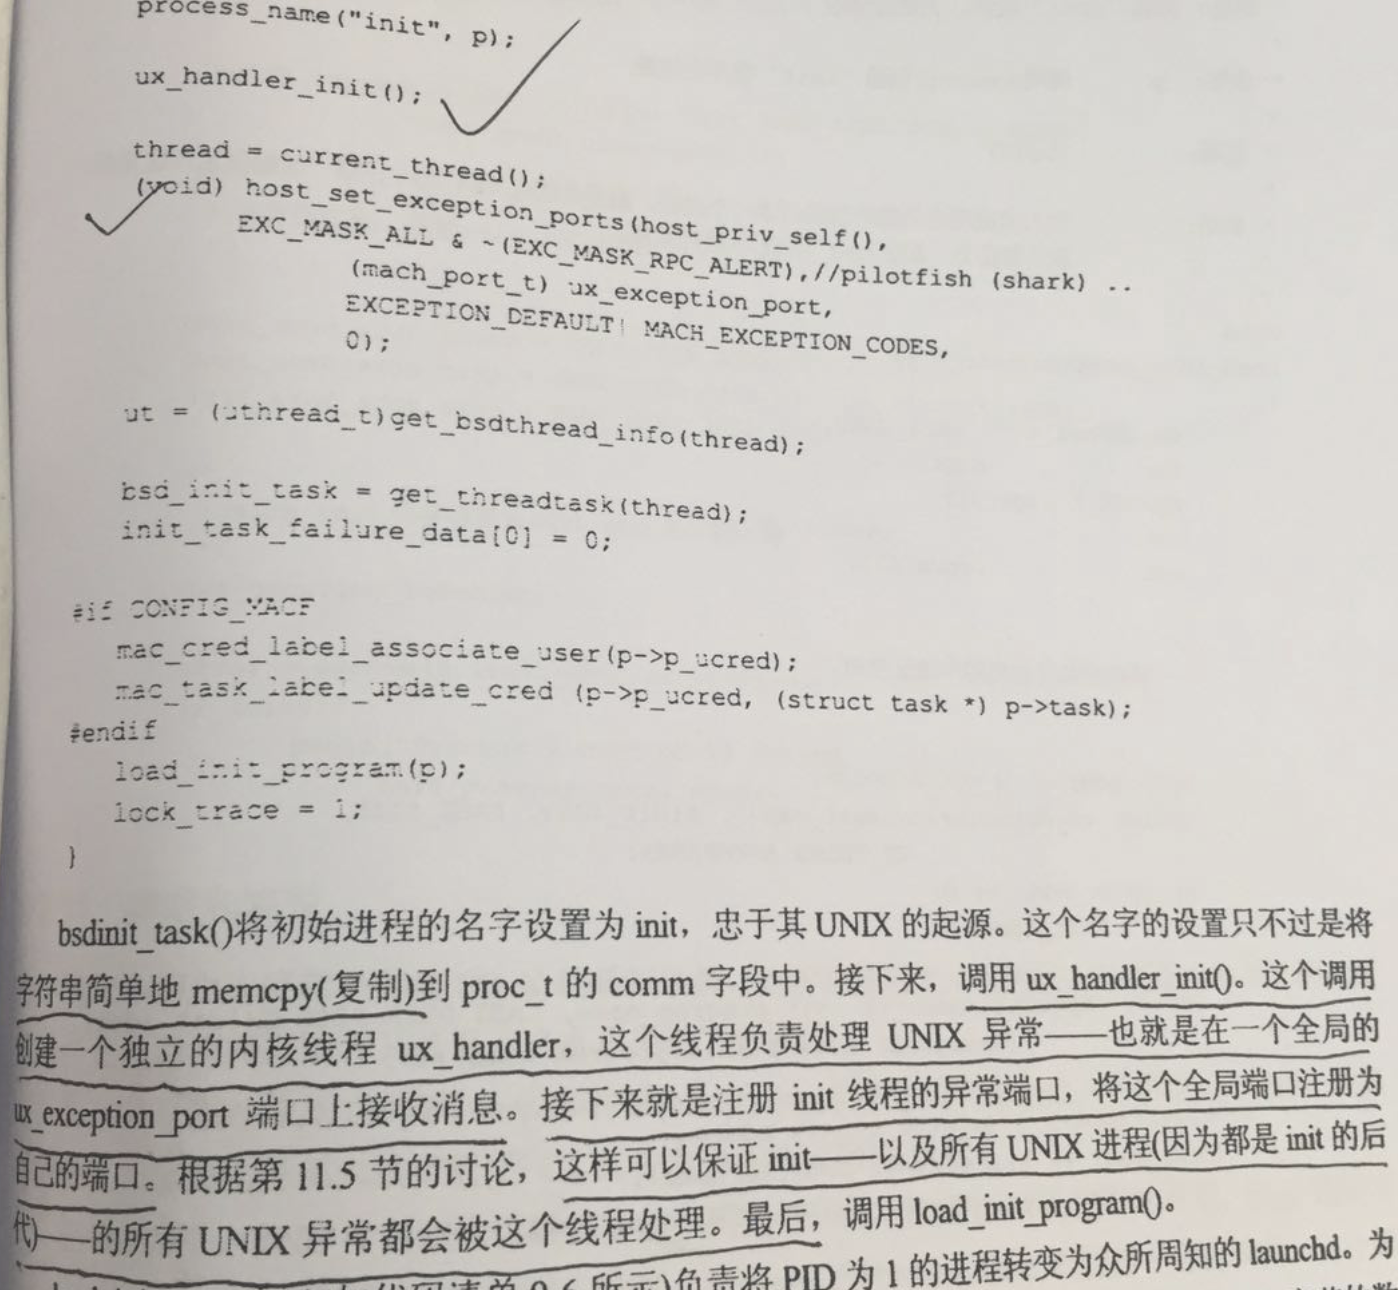 process_name("init", p);
ux_handler_init();
thread = current_thread();
(void) host_set_exception_ports(host_priv_self(),
EXC_MASK_ALL & ~(EXC_MASK_RPC_ALERT),//pilotfish (shark) ..
(mach_port_t) ux_exception_port,
EXCEPTION_DEFAULT| MACH_EXCEPTION_CODES,
0);
ut = (uthread_t)get_bsdthread_info(thread);
bsd_init_task = get_threadtask(thread);
init_task_failure_data[0] = 0;
#if CONFIG_MACF
mac_cred_label_associate_user(p->p_ucred);
mac_task_label_update_cred (p->p_ucred, (struct task *) p->task);
#endif
load_init_program(p);
lock_trace = 1;
}
bsdinit_task()将初始进程的名字设置为 init，忠于其 UNIX 的起源。这个名字的设置只不过是将
字符串简单地 memcpy(复制)到 proc_t 的 comm 字段中。接下来，调用 ux_handler_init()。这个调用
创建一个独立的内核线程 ux_handler，这个线程负责处理 UNIX 异常——也就是在一个全局的
ux_exception_port 端口上接收消息。接下来就是注册 init 线程的异常端口，将这个全局端口注册为
自己的端口。根据第 11.5 节的讨论，这样可以保证 init——以及所有 UNIX 进程(因为都是 init 的后
代)——的所有 UNIX 异常都会被这个线程处理。最后，调用 load_init_program()。
所示)负责将 PID 为 1 的进程转变为众所周知的 launchd。为